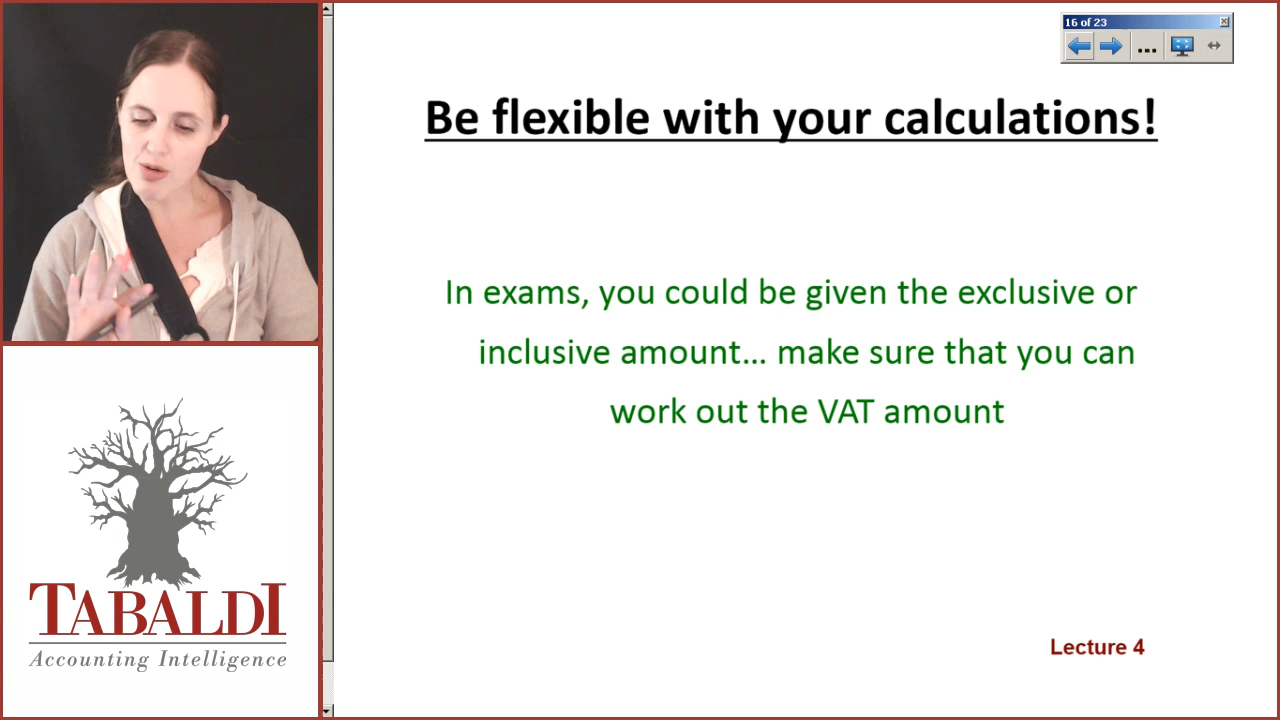 16 of 23
Be flexible with your calculations!
In exams, you could be given the exclusive or
inclusive amount... make sure that you can
work out the VAT amount
Lecture 4
TABALDI
Accounting Intelligence